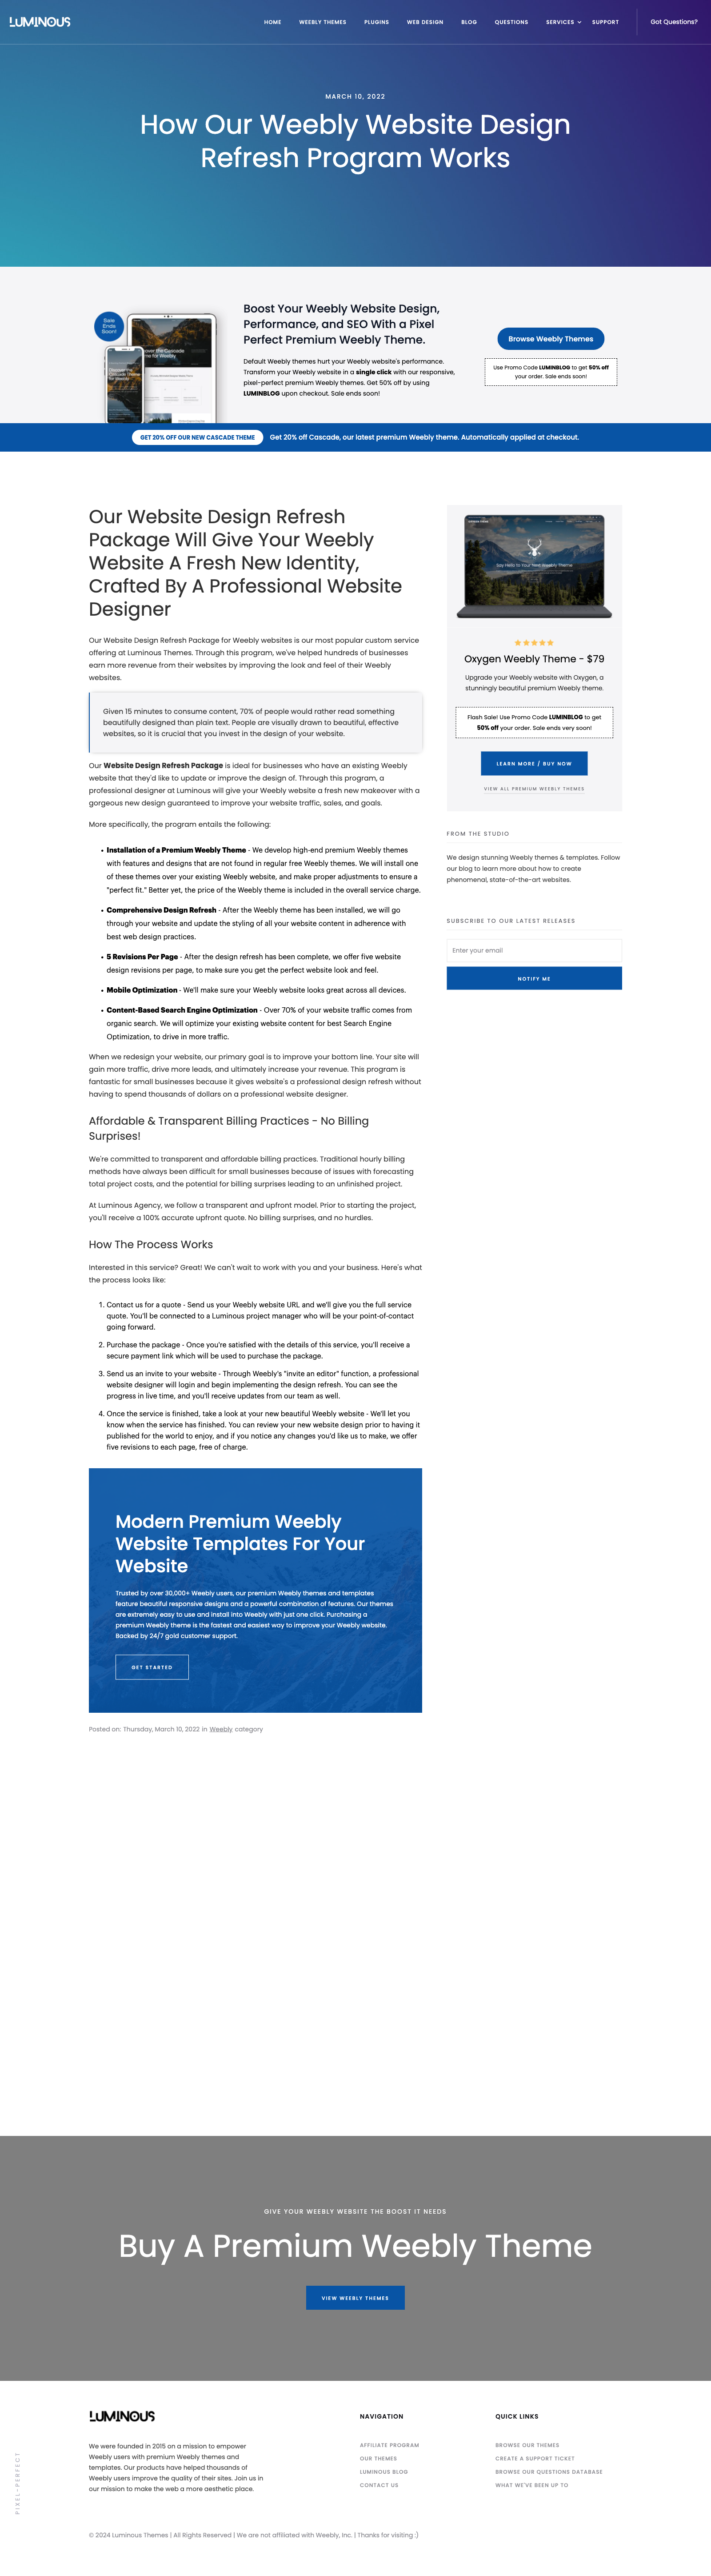 LUMINOUS
HOME
WEEBLY THEMES
PLUGINS
WEB DESIGN
BLOG
QUESTIONS
SERVICES
SUPPORT
Got Questions?
MARCH 10, 2022
How Our Weebly Website Design
Refresh Program Works
Sale
Ends
Soon!
Boost Your Weebly Website Design,
Performance, and SEO With a Pixel
Perfect Premium Weebly Theme.
Default Weebly themes hurt your Weebly website's performance.
Transform your Weebly website in a single click with our responsive,
pixel-perfect premium Weebly themes. Get 50% off by using
LUMINBLOG upon checkout. Sale ends soon!
Browse Weebly Themes
Use Promo Code LUMINBLOG to get 50% off
your order. Sale ends soon!
GET 20% OFF OUR NEW CASCADE THEME
Get 20% off Cascade, our latest premium Weebly theme. Automatically applied at checkout.
Our Website Design Refresh
Package Will Give Your Weebly
Website A Fresh New Identity,
Crafted By A Professional Website
Designer
Our Website Design Refresh Package for Weebly websites is our most popular custom service
offering at Luminous Themes. Through this program, we've helped hundreds of businesses
earn more revenue from their websites by improving the look and feel of their Weebly
websites.
Given 15 minutes to consume content, 70% of people would rather read something
beautifully designed than plain text. People are visually drawn to beautiful, effective
websites, so it is crucial that you invest in the design of your website.
Our Website Design Refresh Package is ideal for businesses who have an existing Weebly
website that they'd like to update or improve the design of. Through this program, a
professional designer at Luminous will give your Weebly website a fresh new makeover with a
gorgeous new design guaranteed to improve your website traffic, sales, and goals.
More specifically, the program entails the following:
• Installation of a Premium Weebly Theme - We develop high-end premium Weebly themes
with features and designs that are not found in regular free Weebly themes. We will install one
of these themes over your existing Weebly website, and make proper adjustments to ensure a
"perfect fit." Better yet, the price of the Weebly theme is included in the overall service charge.
• Comprehensive Design Refresh - After the Weebly theme has been installed, we will go
through your website and update the styling of all your website content in adherence with
best web design practices.
• 5 Revisions Per Page - After the design refresh has been complete, we offer five website
design revisions per page, to make sure you get the perfect website look and feel.
• Mobile Optimization - We'll make sure your Weebly website looks great across all devices.
• Content-Based Search Engine Optimization - Over 70% of your website traffic comes from
organic search. We will optimize your existing website content for best Search Engine
Optimization, to drive in more traffic.
When we redesign your website, our primary goal is to improve your bottom line. Your site will
gain more traffic, drive more leads, and ultimately increase your revenue. This program is
fantastic for small businesses because it gives website's a professional design refresh without
having to spend thousands of dollars on a professional website designer.
Affordable & Transparent Billing Practices - No Billing
Surprises!
We're committed to transparent and affordable billing practices. Traditional hourly billing
methods have always been difficult for small businesses because of issues with forecasting
total project costs, and the potential for billing surprises leading to an unfinished project.
At Luminous Agency, we follow a transparent and upfront model. Prior to starting the project,
you'll receive a 100% accurate upfront quote. No billing surprises, and no hurdles.
How The Process Works
Interested in this service? Great! We can't wait to work with you and your business. Here's what
the process looks like:
1. Contact us for a quote - Send us your Weebly website URL and we'll give you the full service
quote. You'll be connected to a Luminous project manager who will be your point-of-contact
going forward.
2. Purchase the package - Once you're satisfied with the details of this service, you'll receive a
secure payment link which will be used to purchase the package.
3. Send us an invite to your website - Through Weebly's "invite an editor" function, a professional
website designer will login and begin implementing the design refresh. You can see the
progress in live time, and you'll receive updates from our team as well.
4. Once the service is finished, take a look at your new beautiful Weebly website - We'll let you
know when the service has finished. You can review your new website design prior to having it
published for the world to enjoy, and if you notice any changes you'd like us to make, we offer
five revisions to each page, free of charge.
Modern Premium Weebly
Website Templates For Your
Website
Trusted by over 30,000+ Weebly users, our premium Weebly themes and templates
feature beautiful responsive designs and a powerful combination of features. Our themes
are extremely easy to use and install into Weebly with just one click. Purchasing a
premium Weebly theme is the fastest and easiest way to improve your Weebly website.
Backed by 24/7 gold customer support.
GET STARTED
Posted on: Thursday, March 10, 2022 in Weebly category
Say Hello to Your Next Weebly Theme
Oxygen Weebly Theme - $79
Upgrade your Weebly website with Oxygen, a
stunningly beautiful premium Weebly theme.
Flash Sale! Use Promo Code LUMINBLOG to get
50% off your order. Sale ends very soon!
LEARN MORE / BUY NOW
VIEW ALL PREMIUM WEEBLY THEMES
FROM THE STUDIO
We design stunning Weebly themes & templates. Follow
our blog to learn more about how to create
phenomenal, state-of-the-art websites.
SUBSCRIBE TO OUR LATEST RELEASES
Enter your email
NOTIFY ME
GIVE YOUR WEEBLY WEBSITE THE BOOST IT NEEDS
Buy A Premium Weebly Theme
VIEW WEEBLY THEMES
LUMINOUS
We were founded in 2015 on a mission to empower
Weebly users with premium Weebly themes and
templates. Our products have helped thousands of
Weebly users improve the quality of their sites. Join us in
our mission to make the web a more aesthetic place.
NAVIGATION
AFFILIATE PROGRAM
OUR THEMES
LUMINOUS BLOG
CONTACT US
QUICK LINKS
BROWSE OUR THEMES
CREATE A SUPPORT TICKET
BROWSE OUR QUESTIONS DATABASE
WHAT WE'VE BEEN UP TO
PIXEL-PERFECT
© 2024 Luminous Themes | All Rights Reserved | We are not affiliated with Weebly, Inc. | Thanks for visiting :)